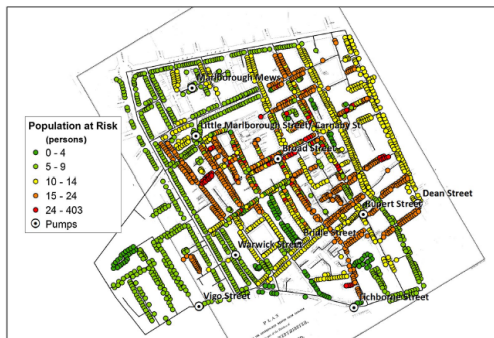 Marlborough Mews
Little Marlborough Street/ Carnaby St
Broad Street
Population at Risk
(persons)
0 - 4
5 - 9
10 - 14
15 - 24
24 - 403
Pumps
Dean Street
Rupert Street
Bridle Street
Warwick Street
Vigo Street
Tichborne Street
PLAN